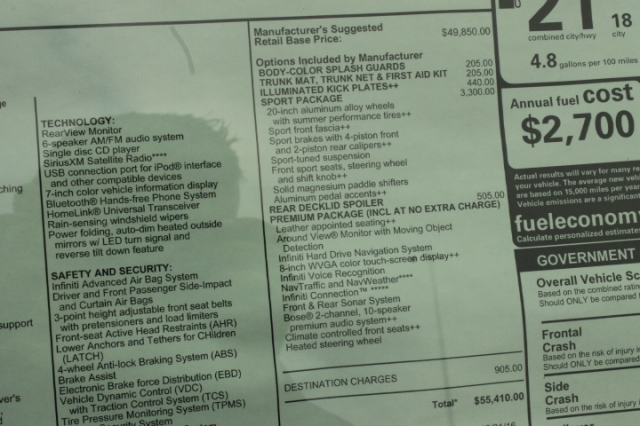 ching
support
ver's
TECHNOLOGY:
RearView Monitor
6-speaker AM/FM audio system
Single disc CD player
SiriusXM Satellite Radio****
USB connection port for iPod® interface
and other compatible devices
7-inch color vehicle information display
Bluetooth® Hands-free Phone System
HomeLink® Universal Transceiver
Rain-sensing windshield wipers
Power folding, auto-dim heated outside
mirrors w/ LED turn signal and
reverse tilt down feature
SAFETY AND SECURITY:
Infiniti Advanced Air Bag System
Driver and Front Passenger Side-Impact
and Curtain Air Bags
3-point height adjustable front seat belts
with pretensioners and load limiters
Front-seat Active Head Restraints (AHR)
Lower Anchors and Tethers for CHildren
(LATCH)
4-wheel Anti-lock Braking System (ABS)
Brake Assist
Electronic Brake force Distribution (EBD)
Vehicle Dynamic Control (VDC)
with Traction Control System (TCS)
Tire Pressure Monitoring System (TPMS)
Security System
Manufacturer's Suggested
Retail Base Price: $49,850.00
Options Included by Manufacturer
BODY-COLOR SPLASH GUARDS 205.00
TRUNK MAT, TRUNK NET & FIRST AID KIT 205.00
ILLUMINATED KICK PLATES++ 440.00
SPORT PACKAGE 3,300.00
20-inch aluminum alloy wheels
with summer performance tires++
Sport front fascia++
Sport brakes with 4-piston front
and 2-piston rear calipers++
Sport-tuned suspension
Front sport seats, steering wheel
and shift knob++
Solid magnesium paddle shifters
Aluminum pedal accents++
REAR DECKLID SPOILER 505.00
PREMIUM PACKAGE (INCL AT NO EXTRA CHARGE)
Leather appointed seating++
Around View® Monitor with Moving Object
Detection
Infiniti Hard Drive Navigation System
8-inch WVGA color touch-screen display++
Infiniti Voice Recognition
NavTraffic and NavWeather****
Infiniti Connection™ *****
Front & Rear Sonar System
Bose® 2-channel, 10-speaker
premium audio system++
Climate controlled front seats++
Heated steering wheel
DESTINATION CHARGES 905.00
Total* $55,410.00
21 18
combined city/hwy city
4.8 gallons per 100 miles
Annual fuel cost
$2,700
Actual results will vary for many re
your vehicle. The average new vehi
are based on 15,000 miles per year
Vehicle emissions are a significant
fueleconom
Calculate personalized estimates
GOVERNMENT
Overall Vehicle Sc
Based on the combined rating
Should ONLY be compared
Frontal
Crash
Based on the risk of injury i
Should ONLY be compared
Side
Crash
Based on the risk of injury